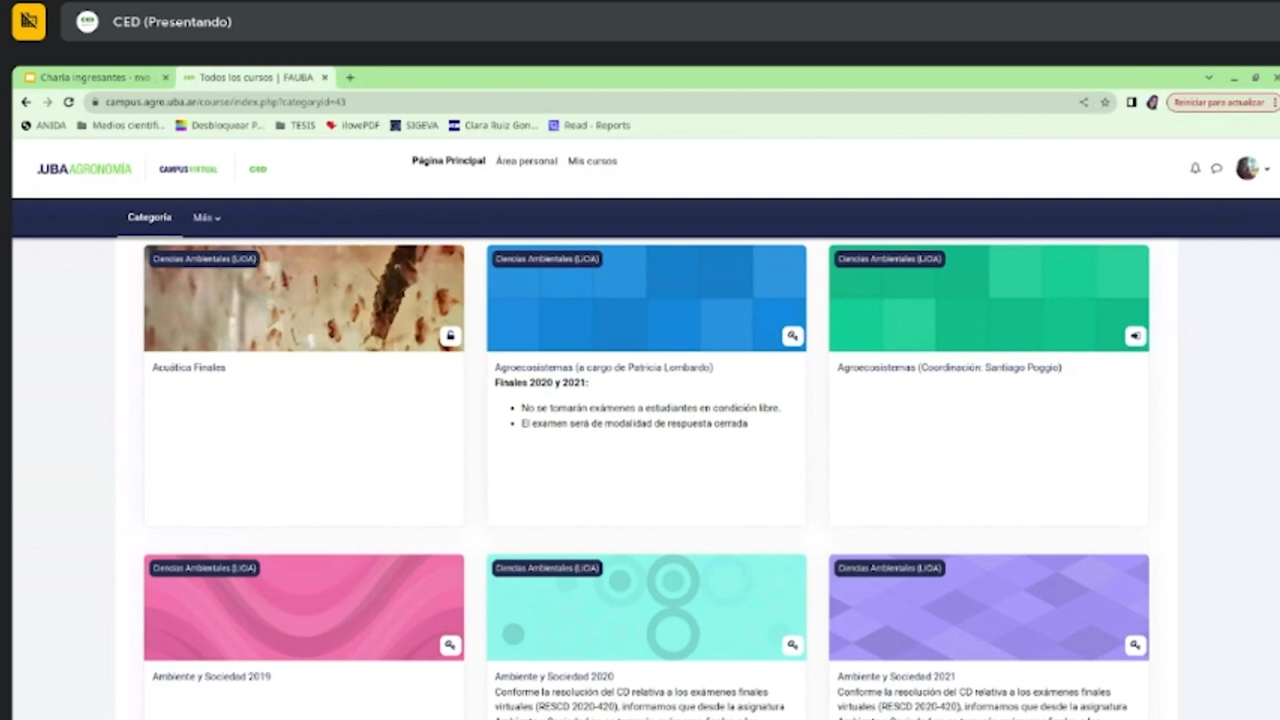 CED (Presentando)
Charla ingresantes - nvo
Todos los cursos | FAUBA
campus.agro.uba.ar/course/index.php?categoryid=43
Reiniciar para actualizar
ANIDA Medios científi... Desbloquear P... TESIS ilovePDF SIGEVA Clara Ruiz Gon... Read - Reports
.UBAAGRONOMÍA CAMPUS VIRTUAL CED
Página Principal Área personal Mis cursos
Categoría Más
Ciencias Ambientales (LICIA)
Acuática Finales
Ciencias Ambientales (LICIA)
Agroecosistemas (a cargo de Patricia Lombardo)
Finales 2020 y 2021:
No se tomarán exámenes a estudiantes en condición libre.
El examen será de modalidad de respuesta cerrada
Ciencias Ambientales (LICIA)
Agroecosistemas (Coordinación: Santiago Poggio)
Ciencias Ambientales (LICIA)
Ambiente y Sociedad 2019
Ciencias Ambientales (LICIA)
Ambiente y Sociedad 2020
Conforme la resolución del CD relativa a los exámenes finales
virtuales (RESCD 2020-420), informamos que desde la asignatura
Ciencias Ambientales (LICIA)
Ambiente y Sociedad 2021
Conforme la resolución del CD relativa a los exámenes finales
virtuales (RESCD 2020-420), informamos que desde la asignatura